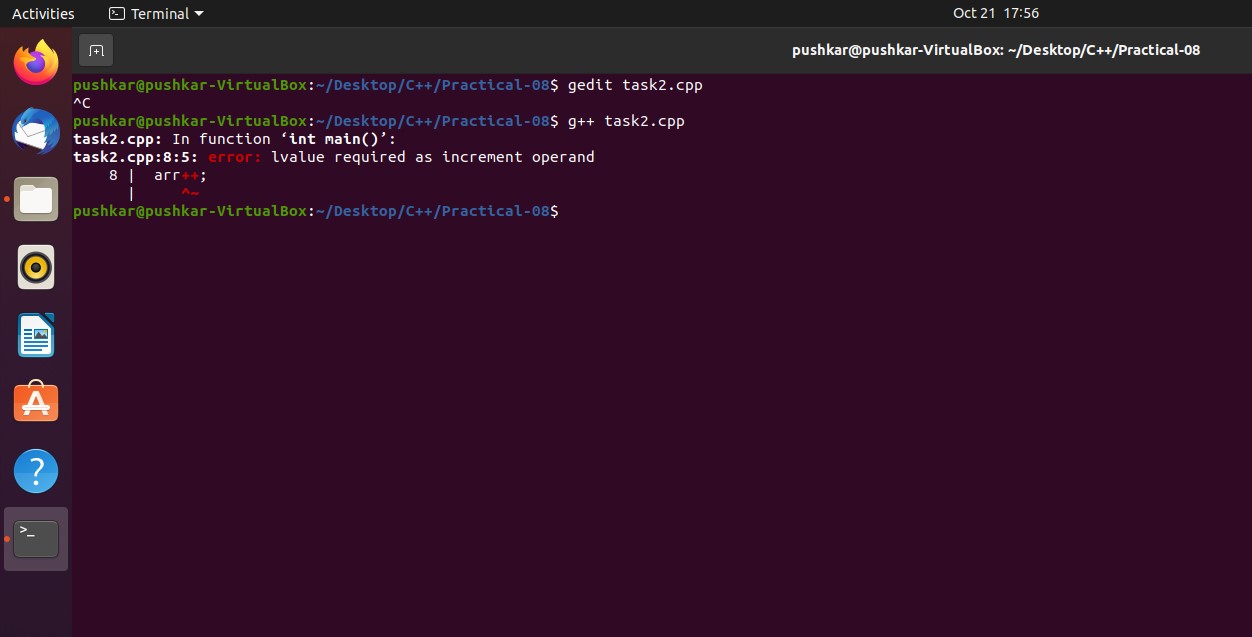 Activities
Terminal
Oct 21 17:56
pushkar@pushkar-VirtualBox: ~/Desktop/C++/Practical-08
pushkar@pushkar-VirtualBox:~/Desktop/C++/Practical-08$ gedit task2.cpp
^C
pushkar@pushkar-VirtualBox:~/Desktop/C++/Practical-08$ g++ task2.cpp
task2.cpp: In function ‘int main()’:
task2.cpp:8:5: error: lvalue required as increment operand
    8 |  arr++;
      |     ^~
pushkar@pushkar-VirtualBox:~/Desktop/C++/Practical-08$